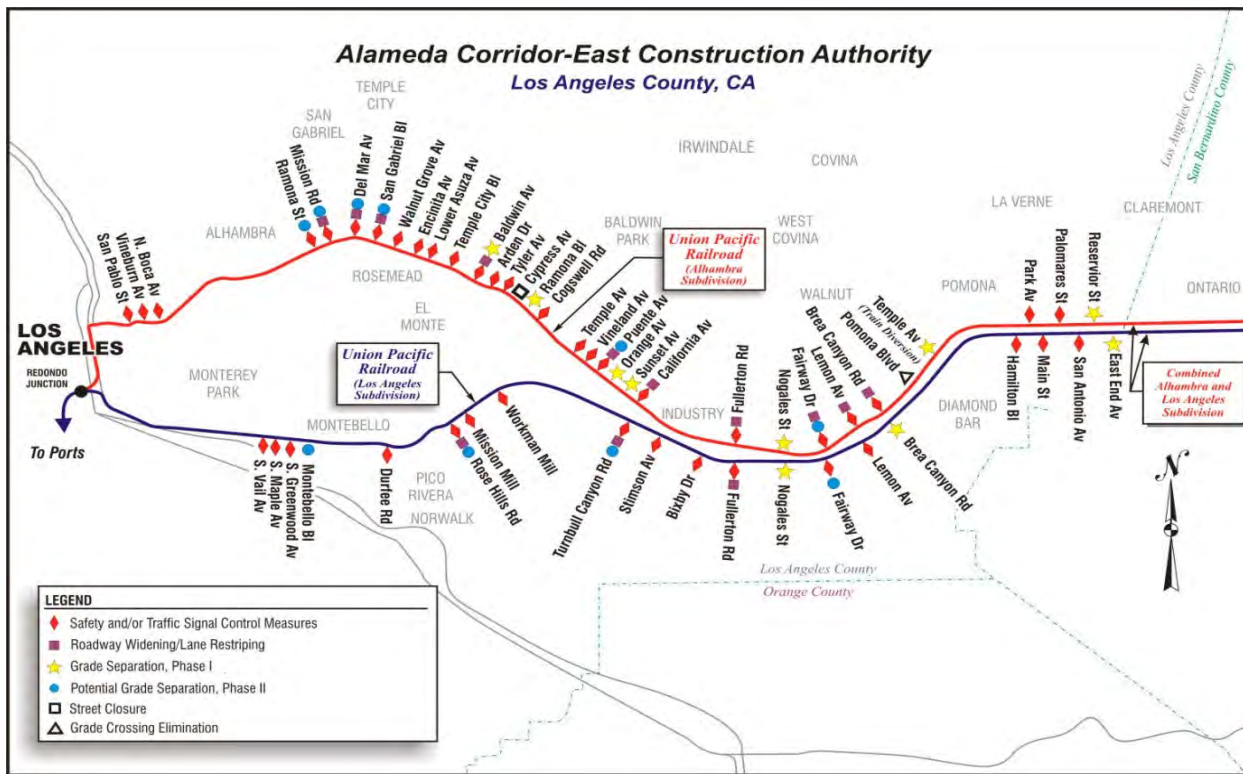 Alameda Corridor-East Construction Authority
Los Angeles County, CA
TEMPLE
CITY
SAN
GABRIEL
ALHAMBRA
ROSEMEAD
EL
MONTE
MONTEREY
PARK
MONTEBELLO
PICO
RIVERA
NORWALK
IRWINDALE
COVINA
BALDWIN
PARK
WEST
COVINA
INDUSTRY
WALNUT
DIAMOND
BAR
POMONA
LA VERNE
CLAREMONT
ONTARIO
Los Angeles County
San Bernardino County
Los Angeles County
Orange County
LOS
ANGELES
REDONDO
JUNCTION
To Ports
San Pablo St
Vineburn Av
N. Boca Av
Ramona St
Mission Rd
Del Mar Av
San Gabriel Bl
Walnut Grove Av
Encinita Av
Lower Asuza Av
Temple City Bl
Baldwin Av
Arden Dr
Tyler Av
Cypress Av
Ramona Bl
Cogswell Rd
Temple Av
Vineland Av
Puente Av
Orange Av
Sunset Av
California Av
Fullerton Rd
Nogales St
Fairway Dr
Lemon Av
Brea Canyon Rd
Pomona Blvd
Temple Av
(Train Diversion)
Park Av
Palomares St
Reservior St
Union Pacific
Railroad
(Alhambra
Subdivision)
Union Pacific
Railroad
(Los Angeles
Subdivision)
Combined
Alhambra and
Los Angeles
Subdivision
S. Vail Av
S. Maple Av
S. Greenwood Av
Montebello Bl
Durfee Rd
Rose Hills Rd
Mission Mill
Workman Mill
Turnbull Canyon Rd
Stimson Av
Bixby Dr
Fullerton Rd
Nogales St
Fairway Dr
Lemon Av
Brea Canyon Rd
Hamilton Bl
Main St
San Antonio Av
East End Av
N
LEGEND
Safety and/or Traffic Signal Control Measures
Roadway Widening/Lane Restriping
Grade Separation, Phase I
Potential Grade Separation, Phase II
Street Closure
Grade Crossing Elimination